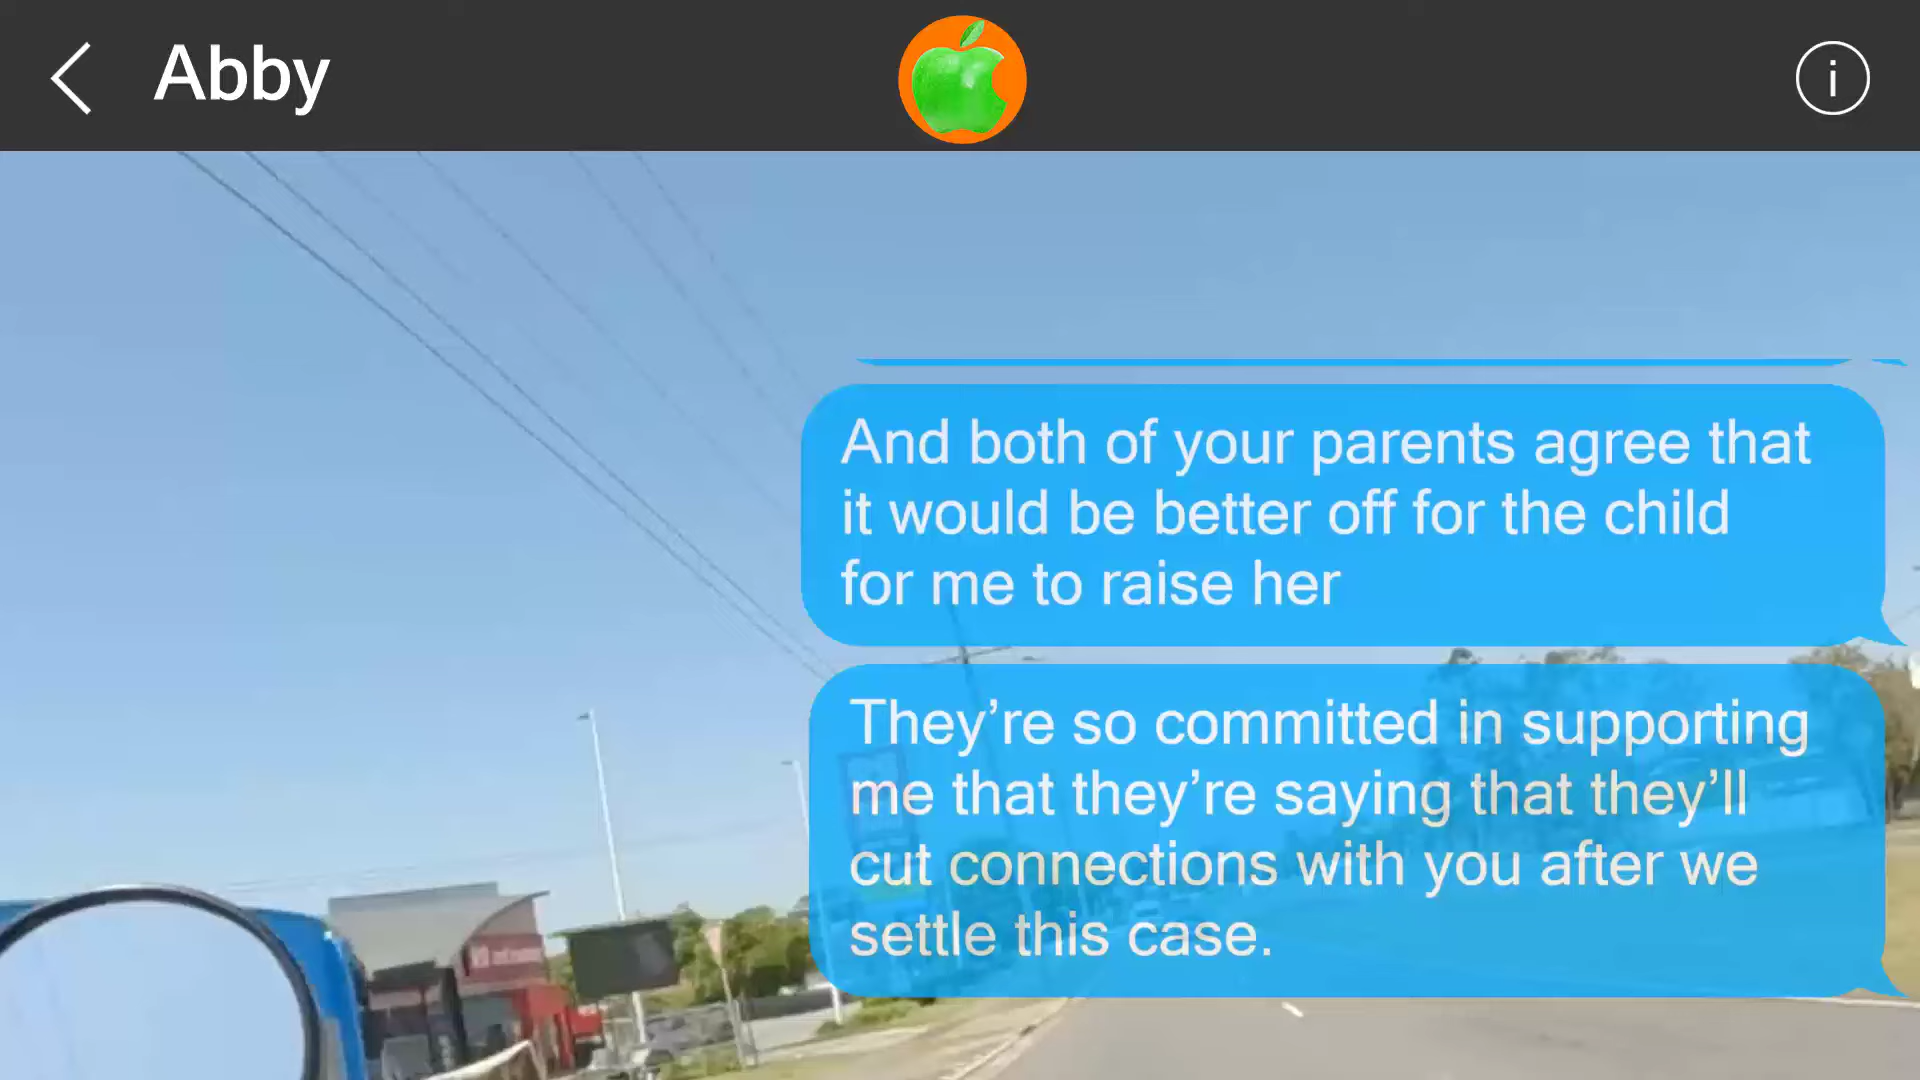 Abby
And both of your parents agree that
it would be better off for the child
for me to raise her
They’re so committed in supporting
me that they’re saying that they’ll
cut connections with you after we
settle this case.